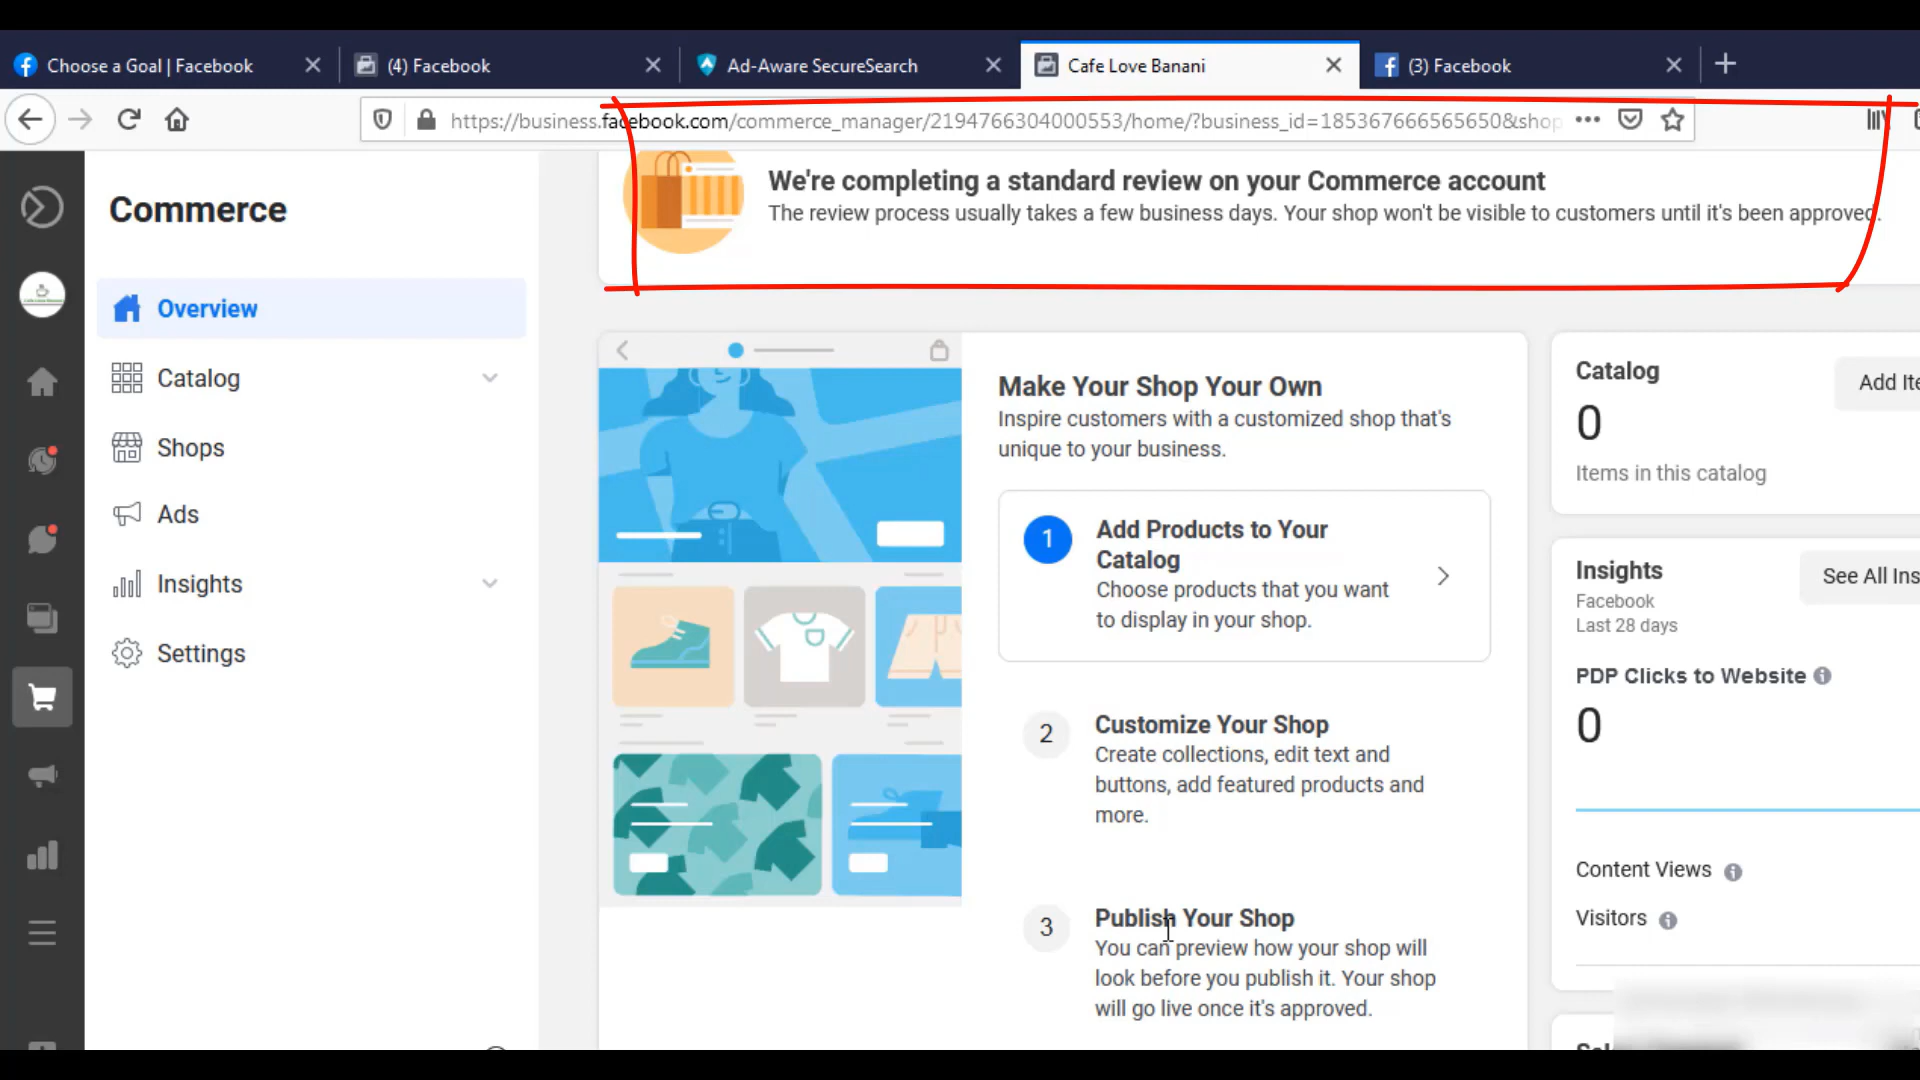 Choose a Goal | Facebook
(4) Facebook
Ad-Aware SecureSearch
Cafe Love Banani
(3) Facebook
https://business.facebook.com/commerce_manager/2194766304000553/home/?business_id=185367666565650&shop
Commerce
Overview
Catalog
Shops
Ads
Insights
Settings
We're completing a standard review on your Commerce account
The review process usually takes a few business days. Your shop won't be visible to customers until it's been approved.
Make Your Shop Your Own
Inspire customers with a customized shop that's
unique to your business.
1
Add Products to Your
Catalog
Choose products that you want
to display in your shop.
2
Customize Your Shop
Create collections, edit text and
buttons, add featured products and
more.
3
Publish Your Shop
You can preview how your shop will
look before you publish it. Your shop
will go live once it's approved.
Catalog
Add Ite
0
Items in this catalog
Insights
See All Ins
Facebook
Last 28 days
PDP Clicks to Website
0
Content Views
Visitors